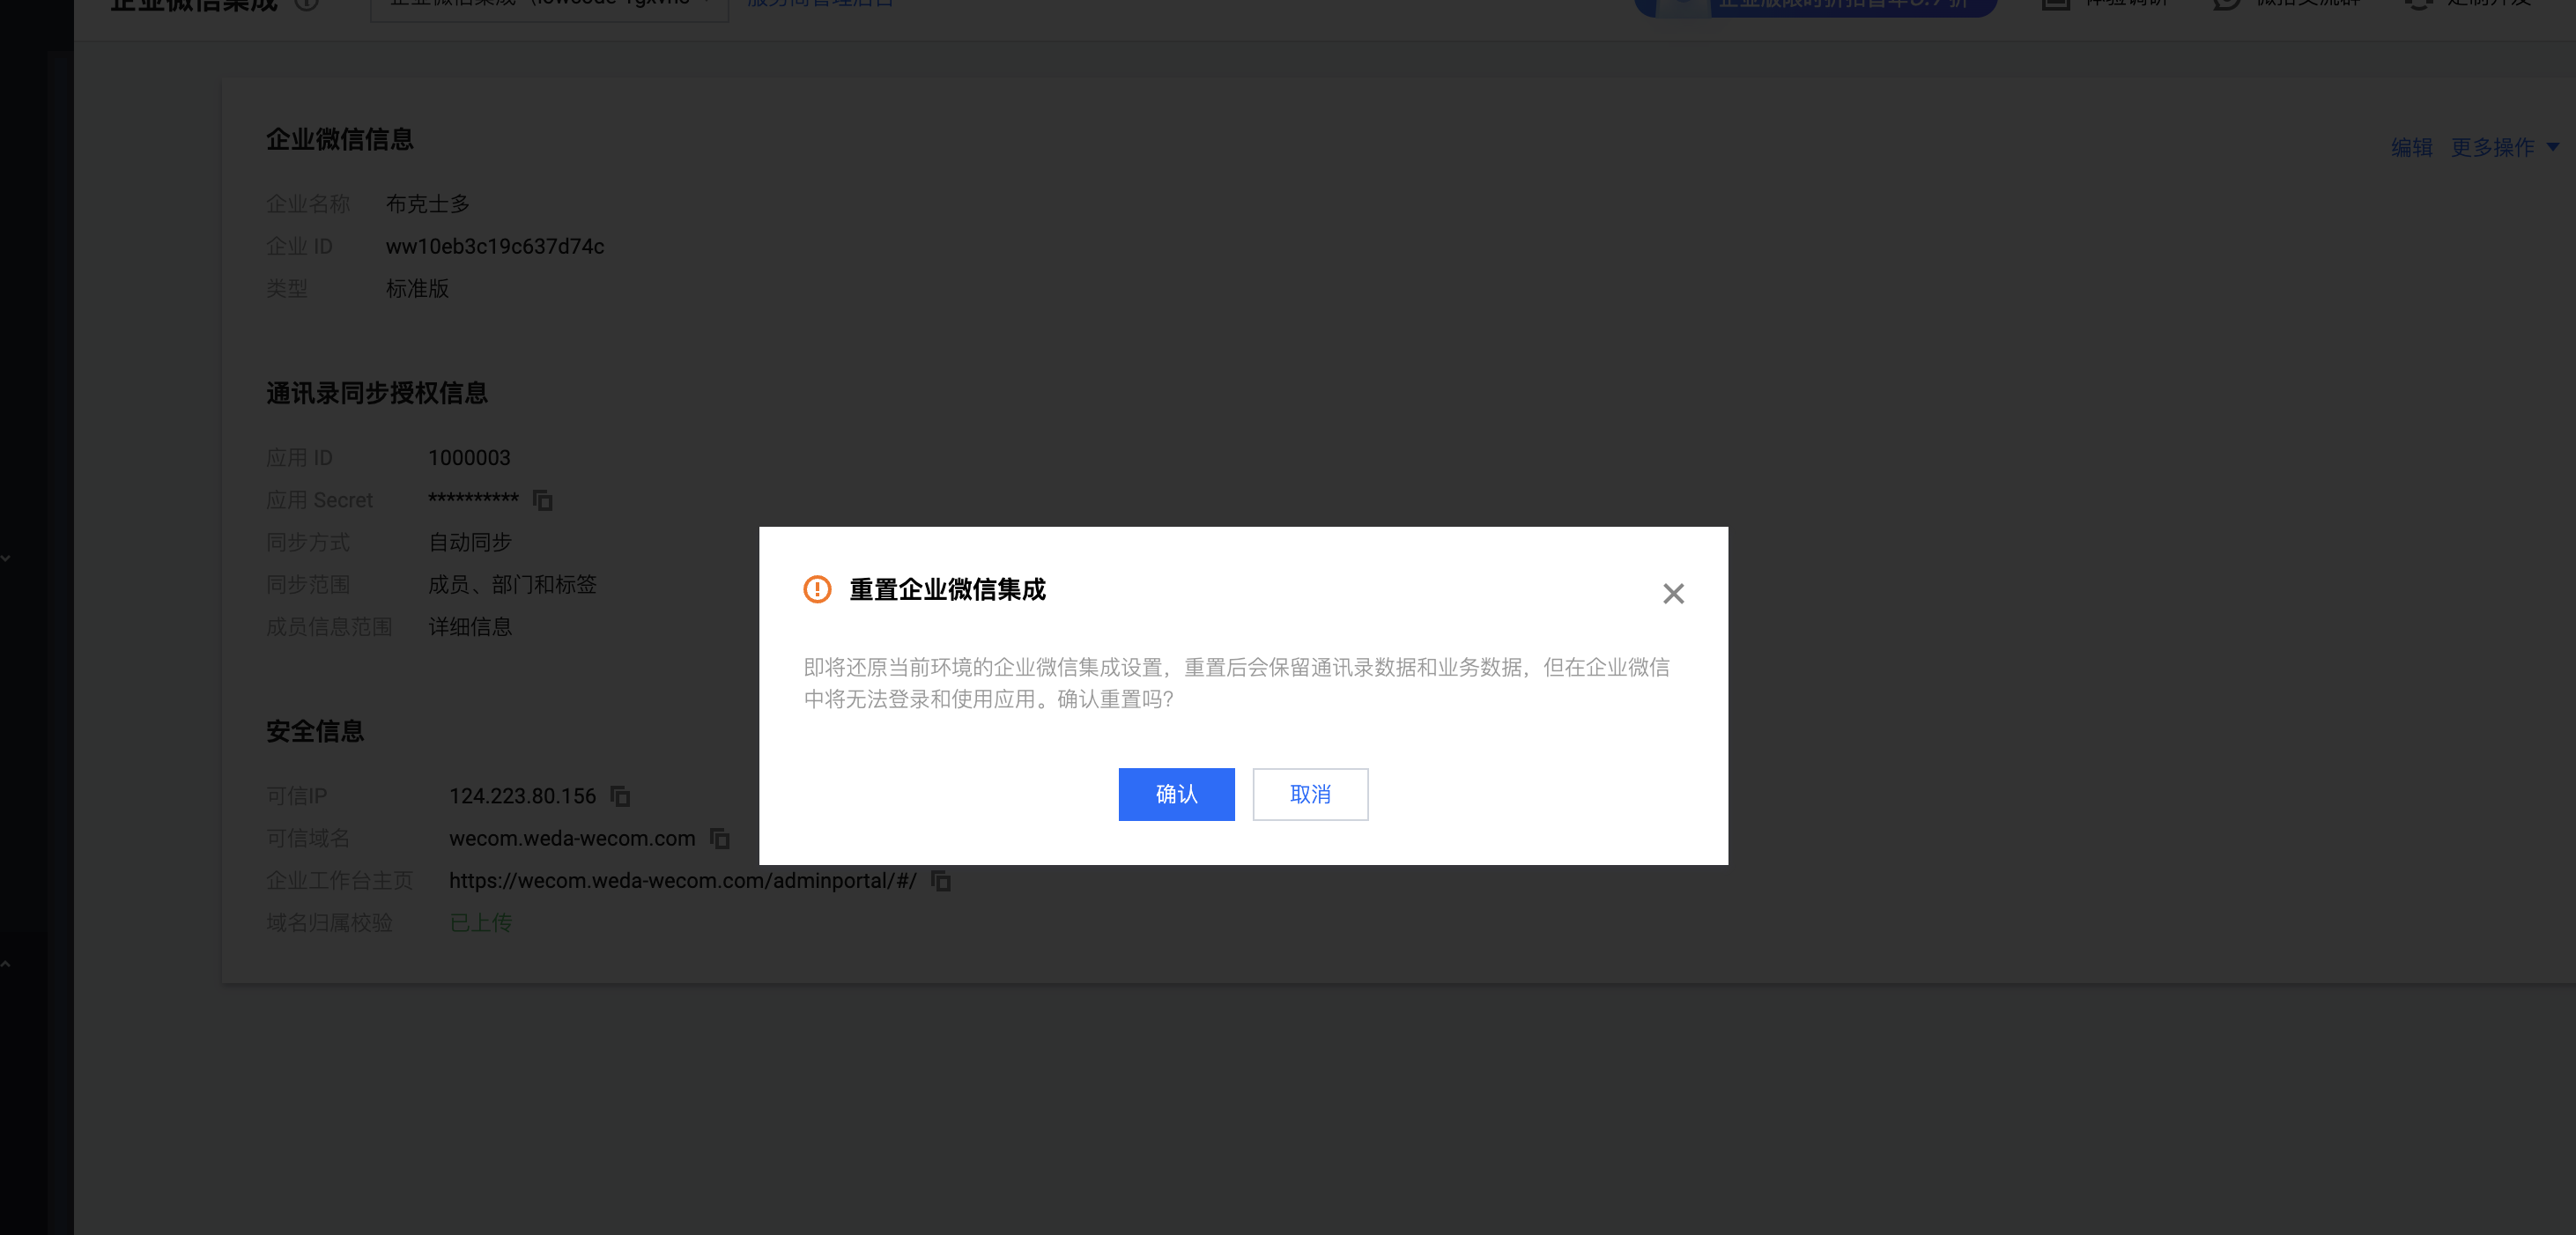 企业微信集成
服务商管理后台
企业微信信息
编辑 更多操作
企业名称 布克士多
企业 ID ww10eb3c19c637d74c
类型 标准版
通讯录同步授权信息
应用 ID 1000003
应用 Secret **********
同步方式 自动同步
同步范围 成员、部门和标签
成员信息范围 详细信息
重置企业微信集成
即将还原当前环境的企业微信集成设置，重置后会保留通讯录数据和业务数据，但在企业微信
中将无法登录和使用应用。确认重置吗？
确认 取消
安全信息
可信IP 124.223.80.156
可信域名 wecom.weda-wecom.com
企业工作台主页 https://wecom.weda-wecom.com/adminportal/#/
域名归属校验 已上传